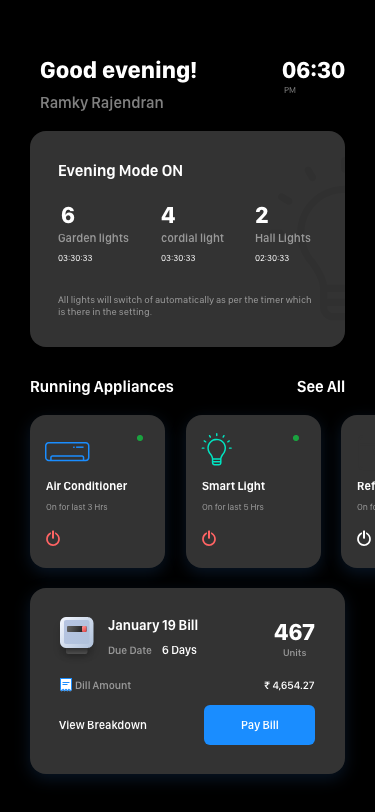 Good evening!
06:30
Ramky Rajendran
PM
Evening Mode ON
6 4 2
Garden lights cordial light Hall Lights
03:30:33 03:30:33 02:30:33
All lights will switch of automatically as per the timer which
is there in the setting.
Running Appliances See All
Air Conditioner Smart Light Ref
On for last 3 Hrs On for last 5 Hrs On fo
January 19 Bill 467
Due Date 6 Days Units
Dill Amount ₹ 4,654.27
View Breakdown Pay Bill